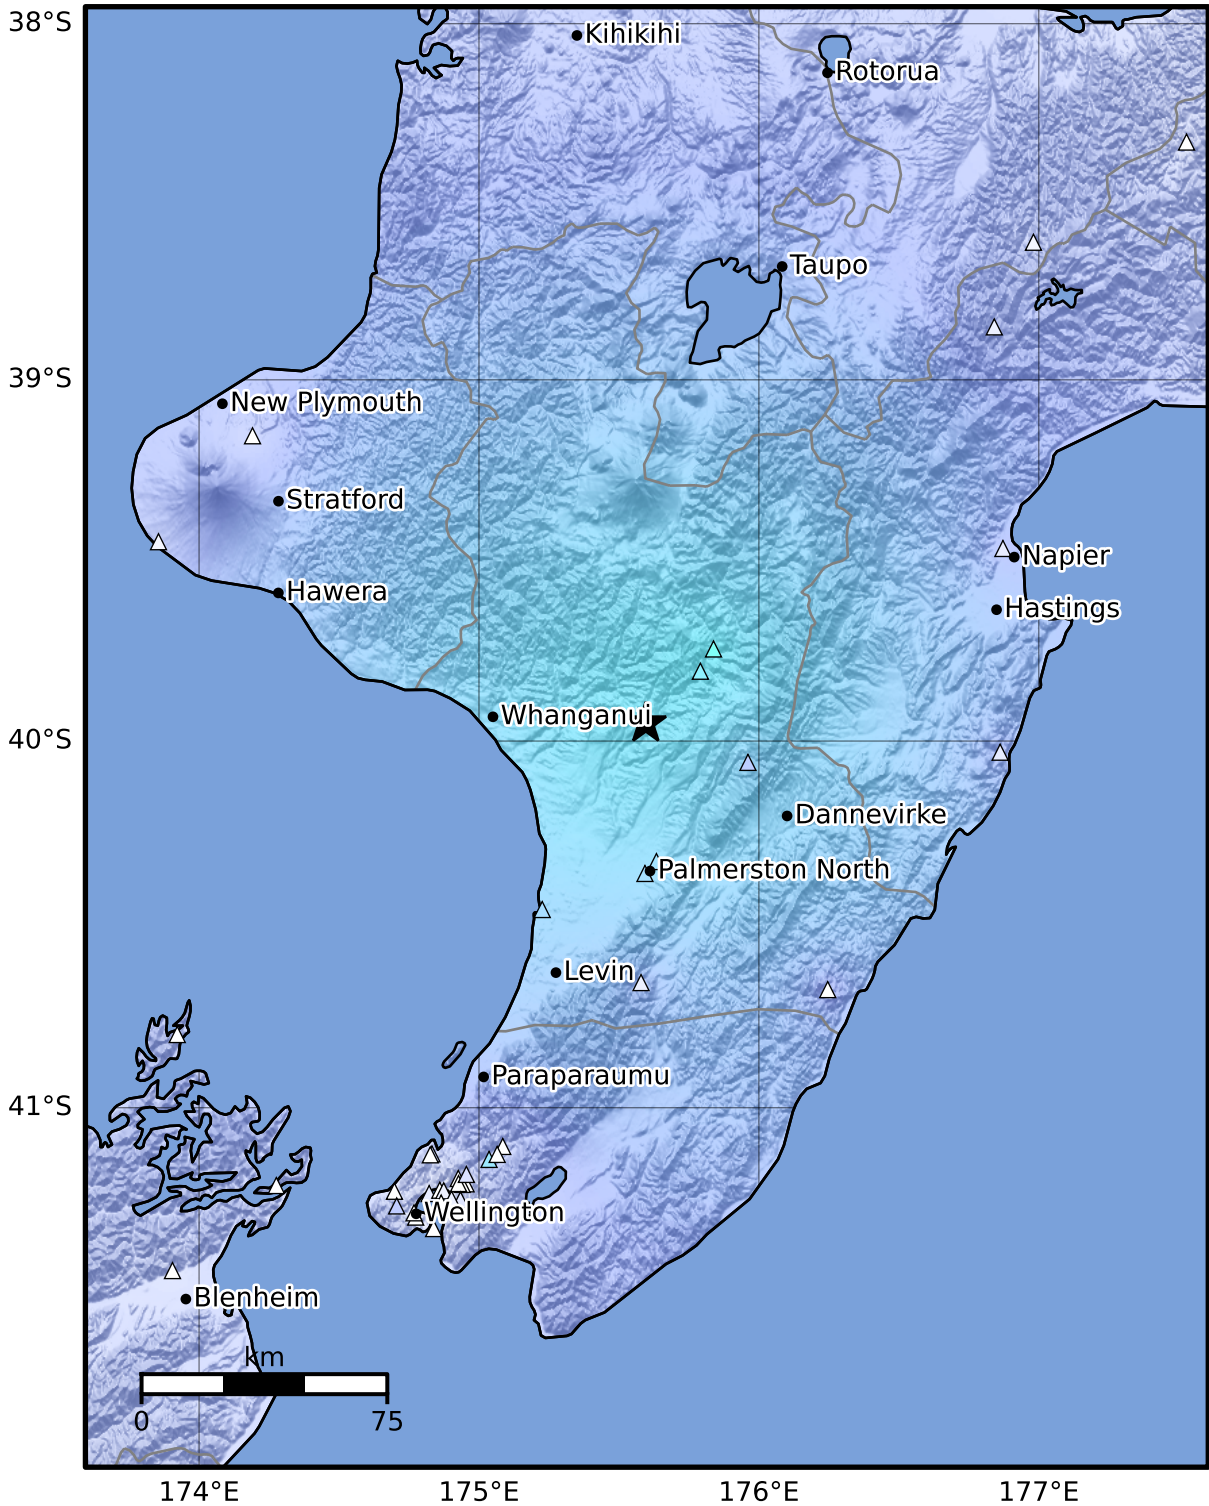 38°S
Kihikihi
Rotorua
Taupo
39°S
New Plymouth
Stratford
Napier
Hawera
Hastings
Whanganui
40°S
Dannevirke
Palmerston North
Levin
Paraparaumu
41°S
Wellington
Blenheim
km
0 75
174°E 175°E 176°E 177°E